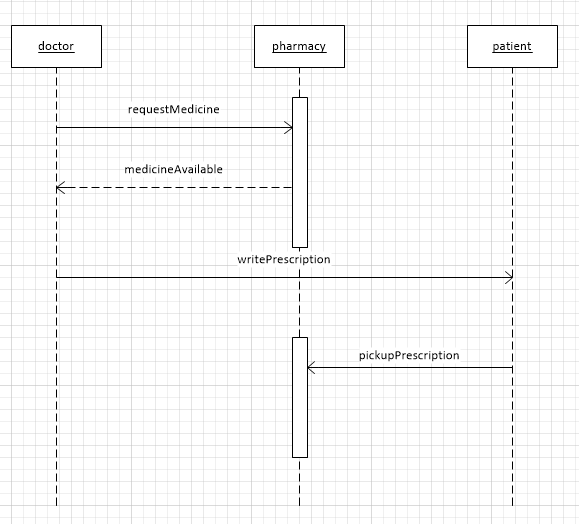 doctor
pharmacy
patient
requestMedicine
medicineAvailable
writePrescription
pickupPrescription